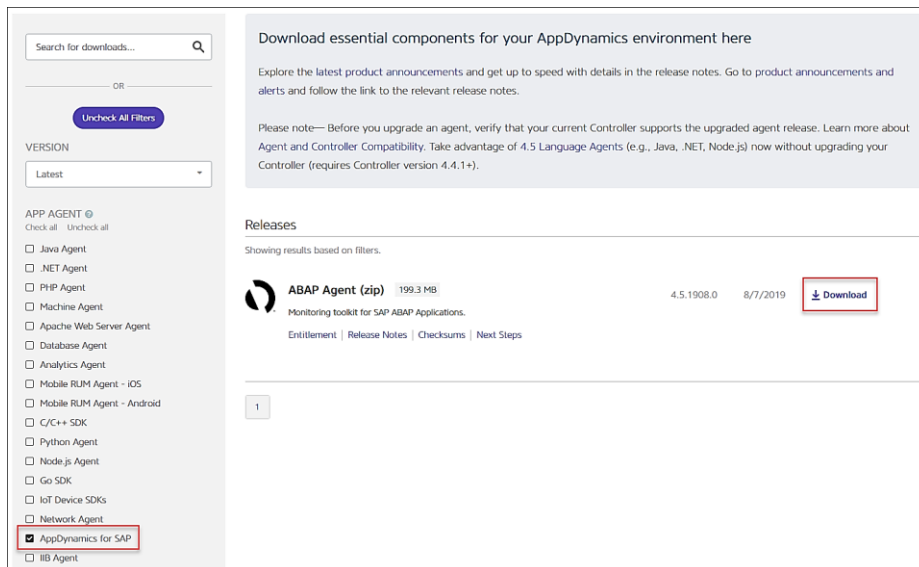 Search for downloads...
OR
Uncheck All Filters
VERSION
Latest
APP AGENT
Check all Uncheck all
Java Agent
.NET Agent
PHP Agent
Machine Agent
Apache Web Server Agent
Database Agent
Analytics Agent
Mobile RUM Agent - iOS
Mobile RUM Agent - Android
C/C++ SDK
Python Agent
Node.js Agent
Go SDK
IoT Device SDKs
Network Agent
AppDynamics for SAP
IIB Agent
Download essential components for your AppDynamics environment here
Explore the latest product announcements and get up to speed with details in the release notes. Go to product announcements and
alerts and follow the link to the relevant release notes.
Please note— Before you upgrade an agent, verify that your current Controller supports the upgraded agent release. Learn more about
Agent and Controller Compatibility. Take advantage of 4.5 Language Agents (e.g., Java, .NET, Node.js) now without upgrading your
Controller (requires Controller version 4.4.1+).
Releases
Showing results based on filters.
ABAP Agent (zip) 199.3 MB
4.5.1908.0 8/7/2019 Download
Monitoring toolkit for SAP ABAP Applications.
Entitlement | Release Notes | Checksums | Next Steps
1